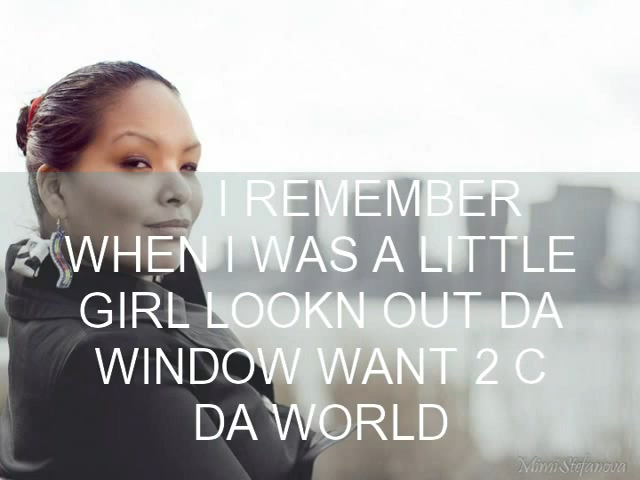 I REMEMBER
WHEN I WAS A LITTLE
GIRL LOOKN OUT DA
WINDOW WANT 2 C
DA WORLD
MimiStefanova